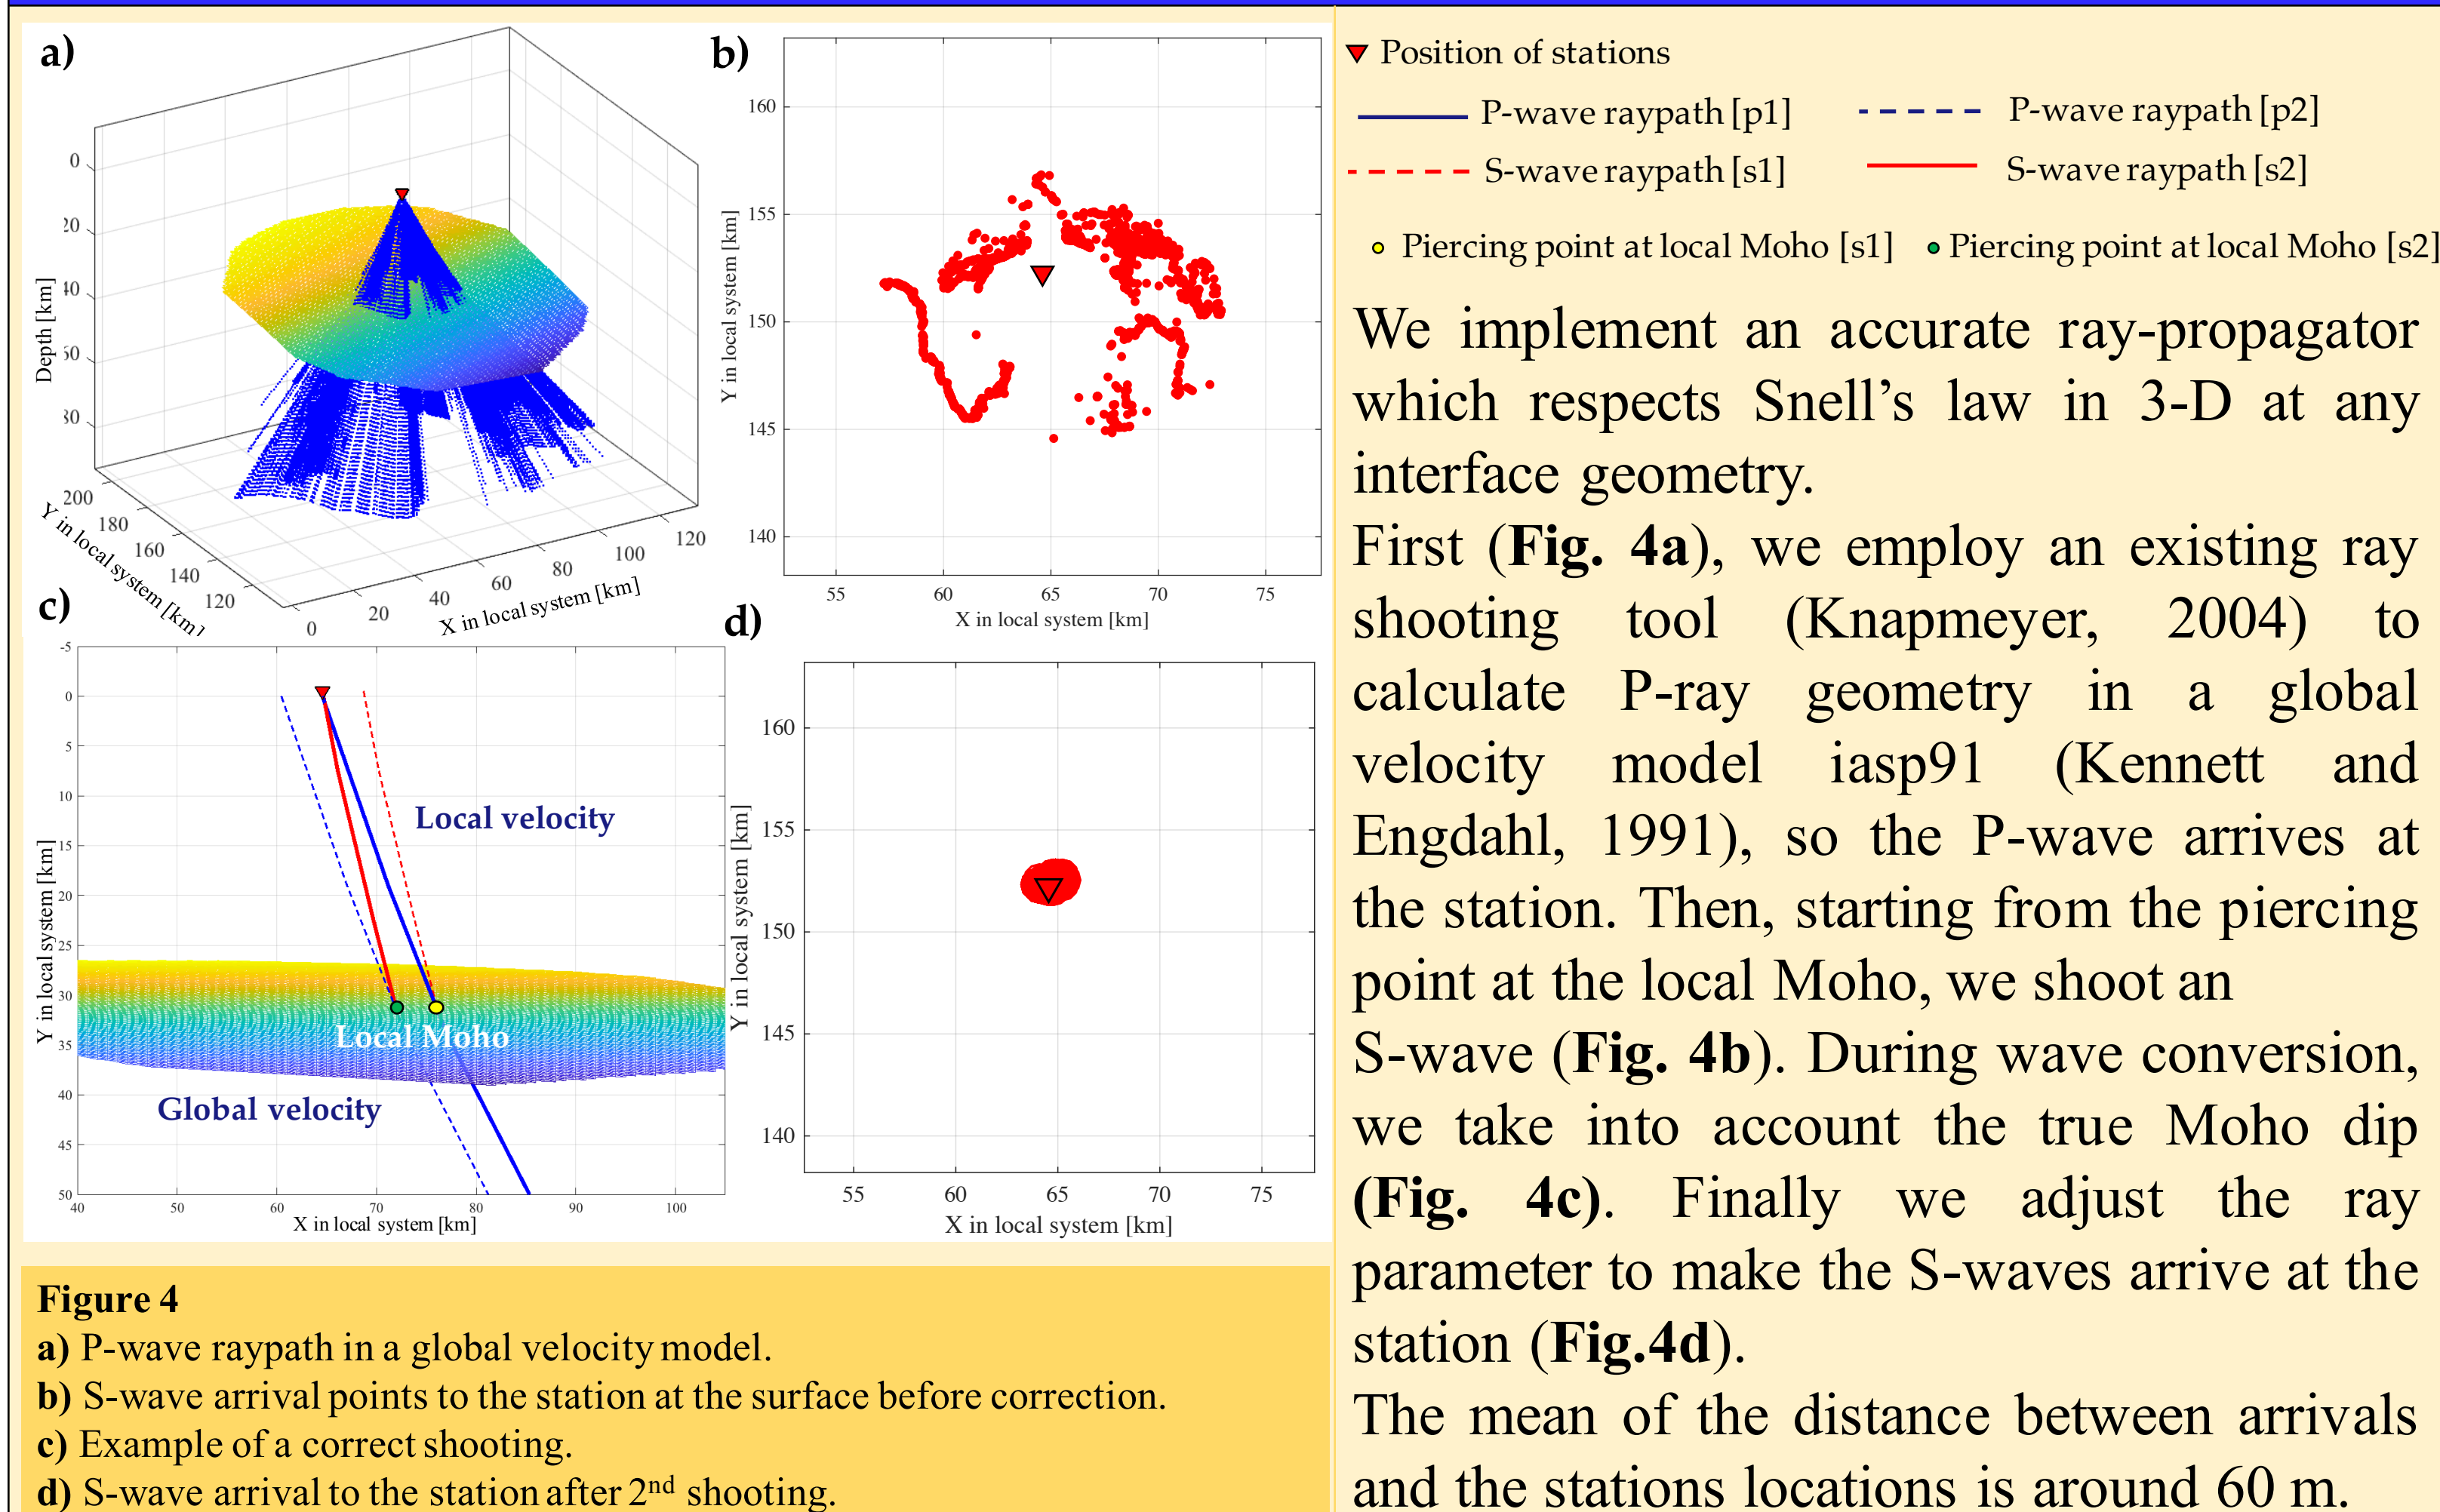 a)
0
20
40
60
80
Depth [km]
200
180
160
140
120
Y in local system [km]
0
20
40
60
80
100
120
X in local system [km]
b)
160
155
150
145
140
Y in local system [km]
55
60
65
70
75
X in local system [km]
c)
-5
0
5
10
15
20
25
30
35
40
45
50
Y in local system [km]
Local velocity
Local Moho
Global velocity
40
50
60
70
80
90
100
X in local system [km]
d)
160
155
150
145
140
Y in local system [km]
55
60
65
70
75
X in local system [km]
Figure 4
a) P-wave raypath in a global velocity model.
b) S-wave arrival points to the station at the surface before correction.
c) Example of a correct shooting.
d) S-wave arrival to the station after 2nd shooting.
Position of stations
P-wave raypath [p1]
P-wave raypath [p2]
S-wave raypath [s1]
S-wave raypath [s2]
Piercing point at local Moho [s1]
Piercing point at local Moho [s2]
We implement an accurate ray-propagator
which respects Snell’s law in 3-D at any
interface geometry.
First (Fig. 4a), we employ an existing ray
shooting tool (Knapmeyer, 2004) to
calculate P-ray geometry in a global
velocity model iasp91 (Kennett and
Engdahl, 1991), so the P-wave arrives at
the station. Then, starting from the piercing
point at the local Moho, we shoot an
S-wave (Fig. 4b). During wave conversion,
we take into account the true Moho dip
(Fig. 4c). Finally we adjust the ray
parameter to make the S-waves arrive at the
station (Fig.4d).
The mean of the distance between arrivals
and the stations locations is around 60 m.